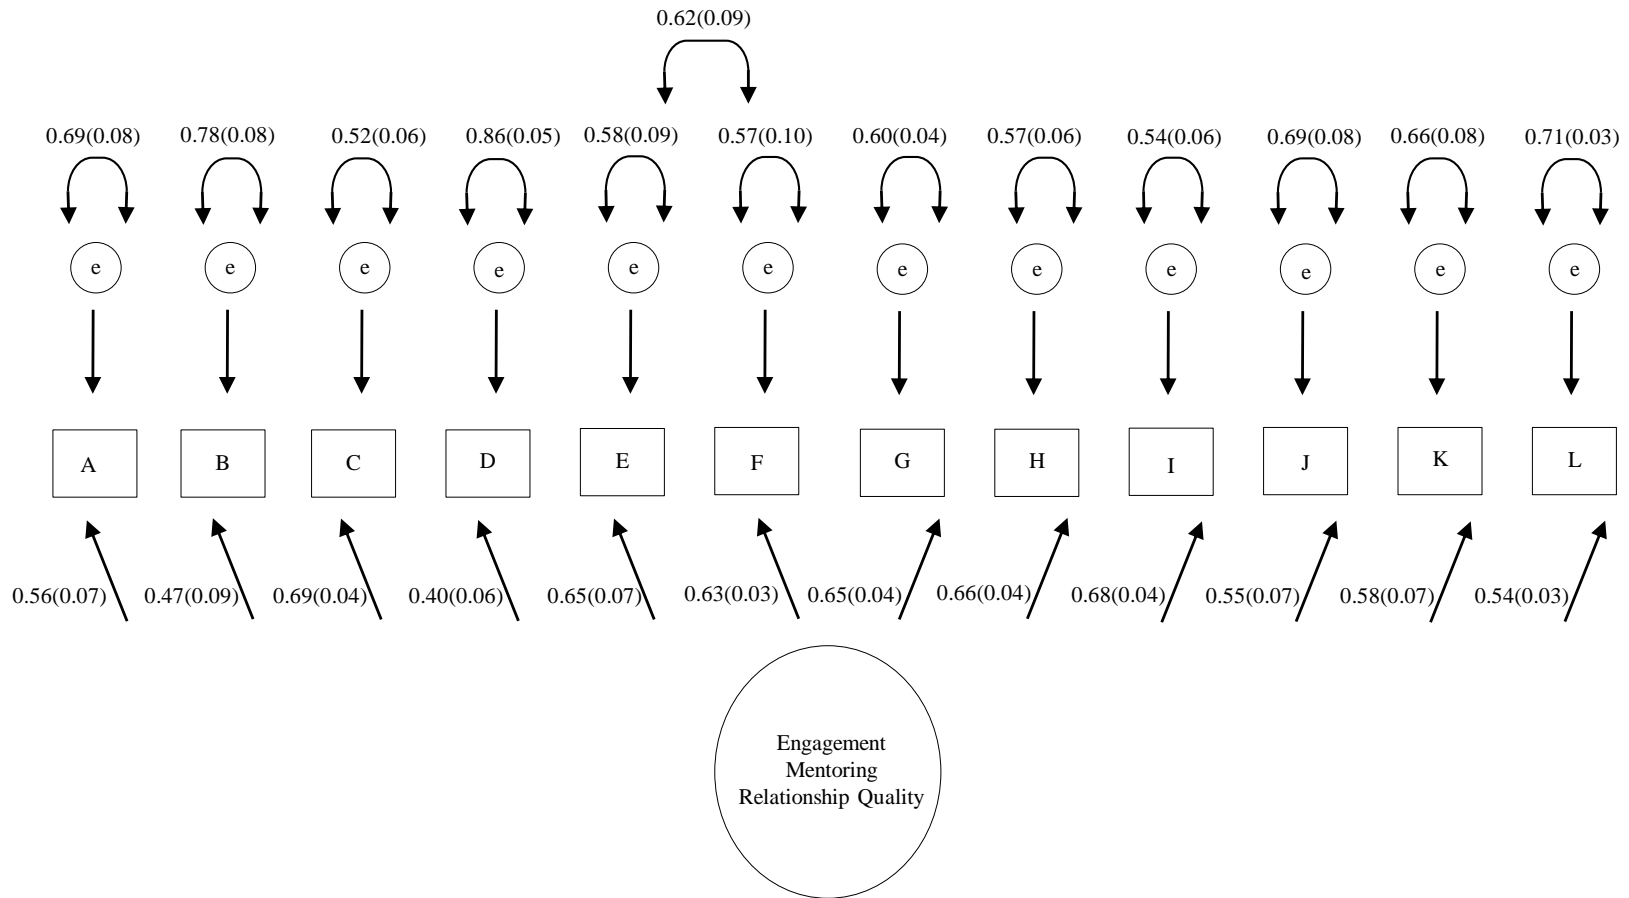 0.62(0.09)
0.69(0.08) 0.78(0.08) 0.52(0.06) 0.86(0.05) 0.58(0.09) 0.57(0.10) 0.60(0.04) 0.57(0.06) 0.54(0.06) 0.69(0.08) 0.66(0.08) 0.71(0.03)
e e e e e e e e e e e e
A B C D E F G H I J K L
0.56(0.07) 0.47(0.09) 0.69(0.04) 0.40(0.06) 0.65(0.07) 0.63(0.03) 0.65(0.04) 0.66(0.04) 0.68(0.04) 0.55(0.07) 0.58(0.07) 0.54(0.03)
Engagement
Mentoring
Relationship Quality